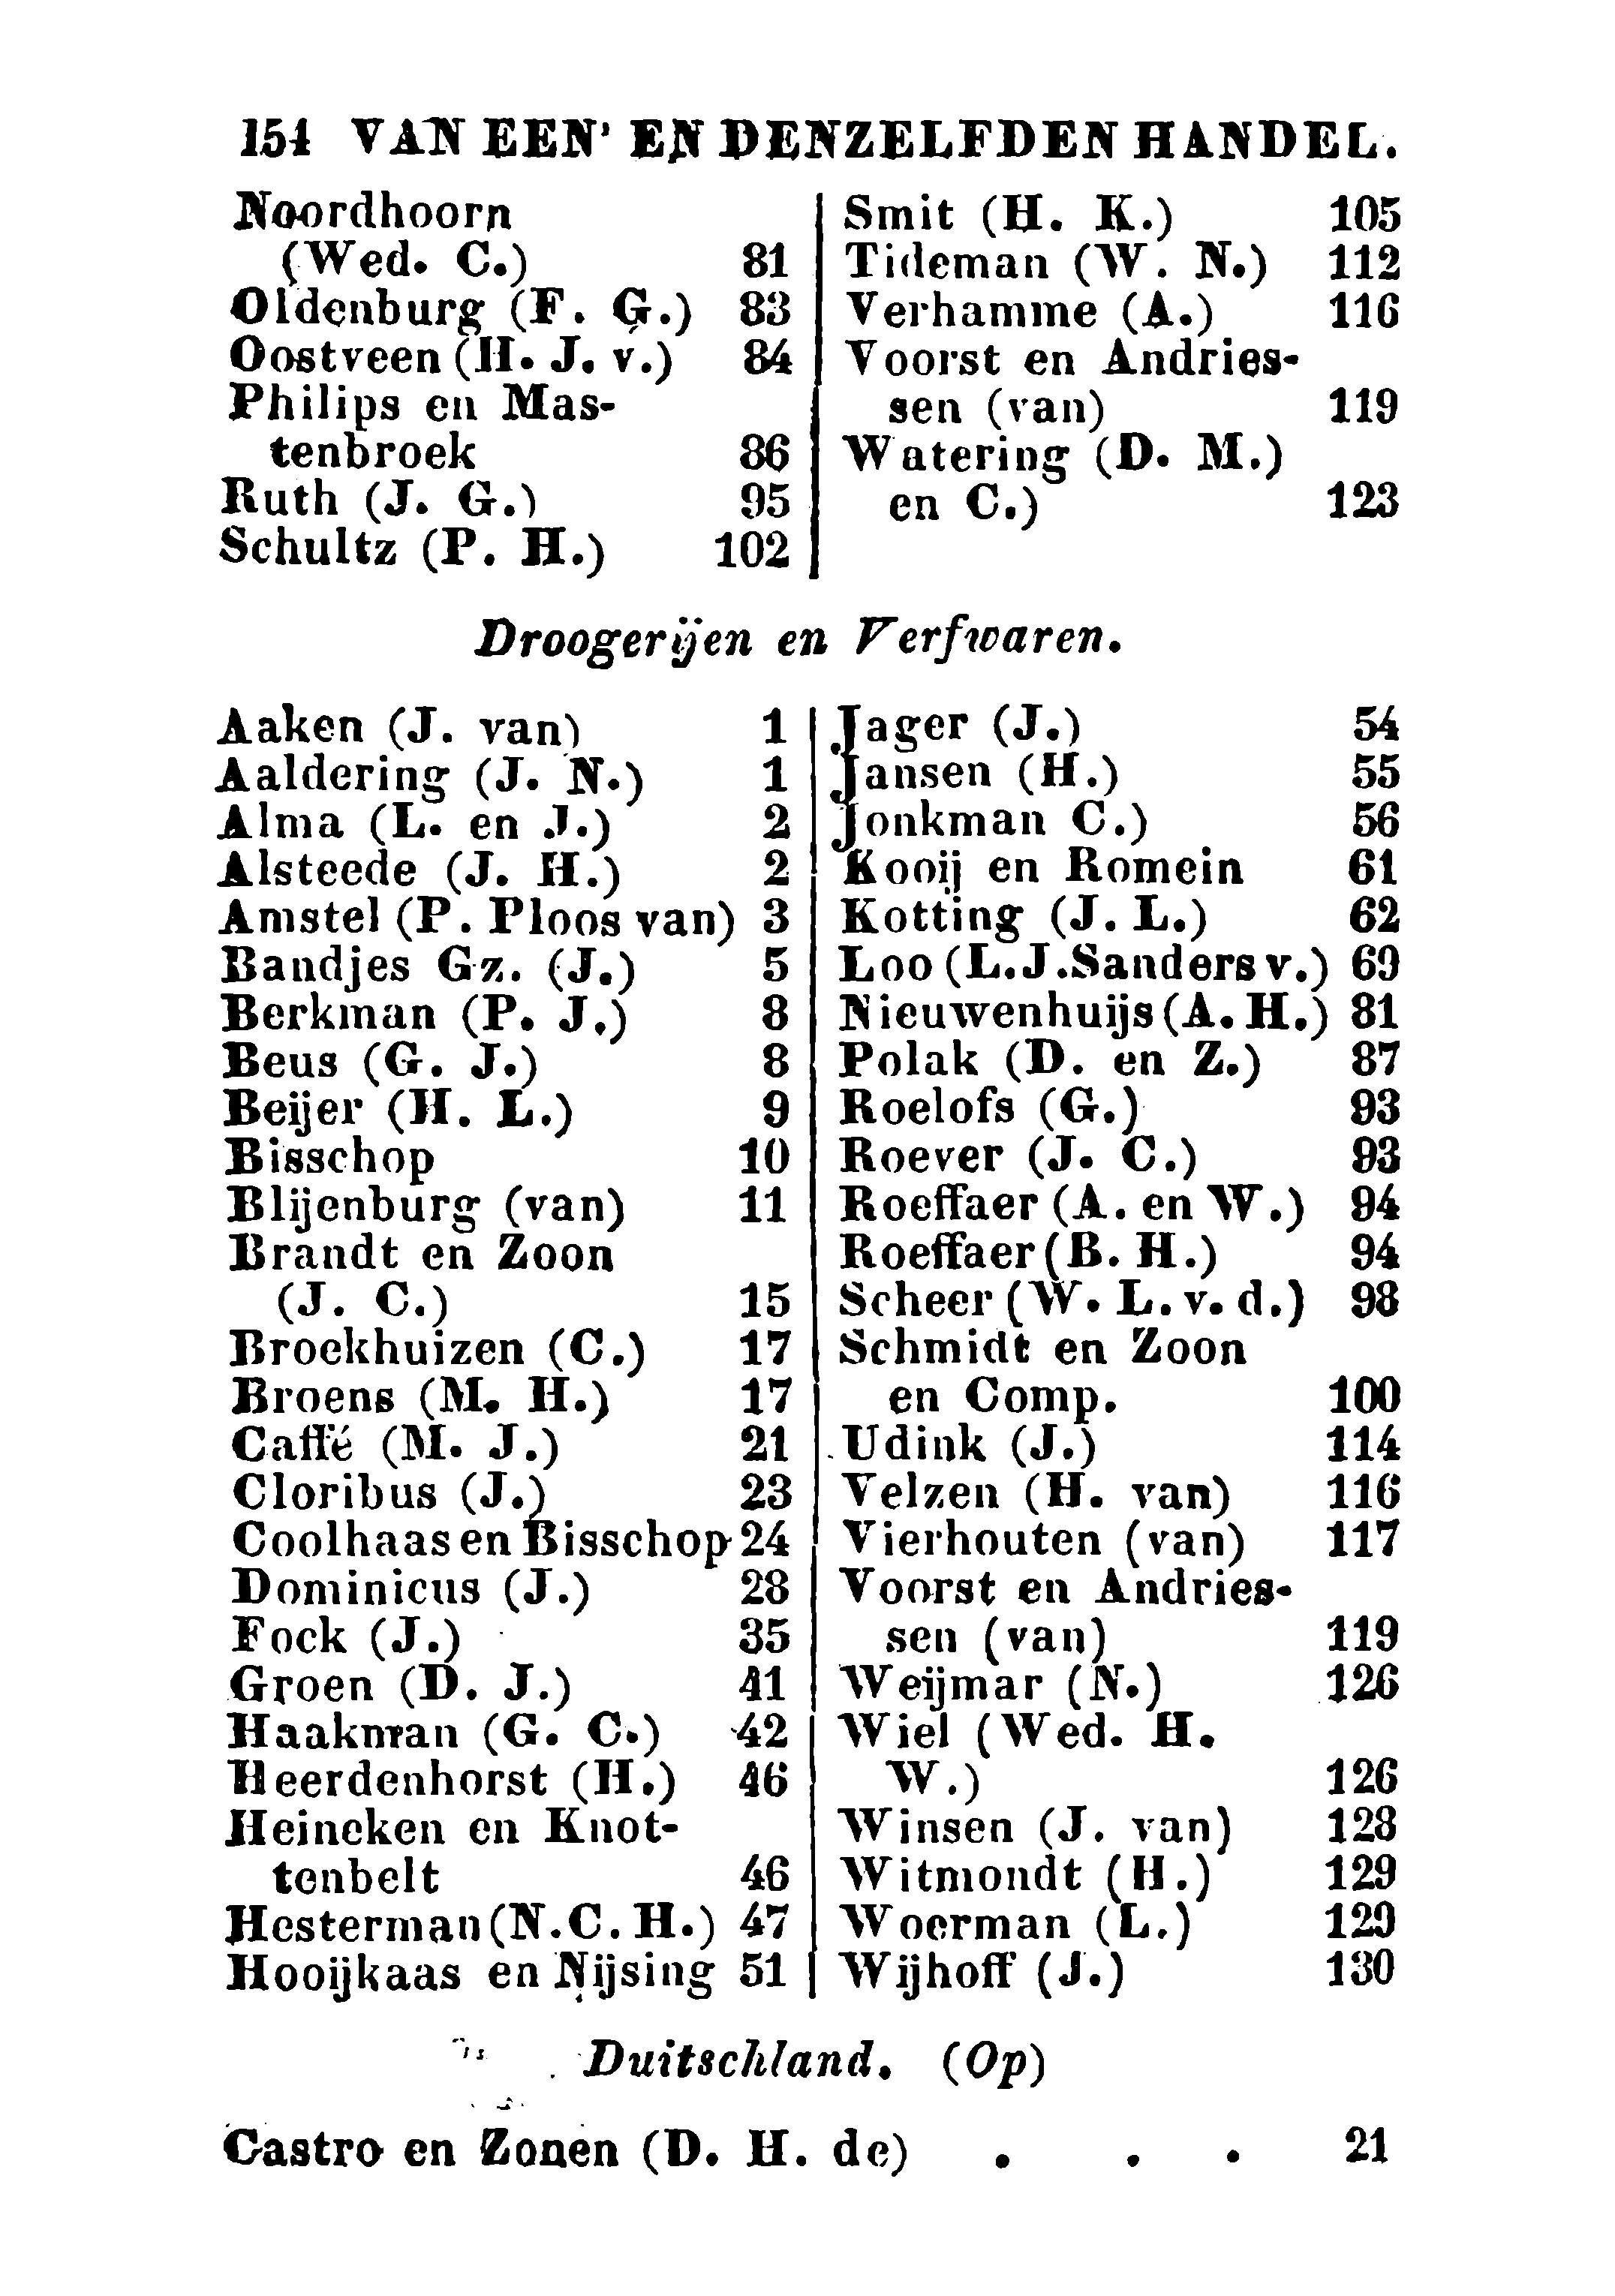 154 VAN EEN' EN DENZELFDEN HANDEL.
Noordhoorn
(Wed. C.) 81
Oldenburg (F. G.) 83
Oostveen (H. J. v.) 84
Philips en Mas-
tenbroek 86
Ruth (J. G.) 95
Schultz (P. H.) 102
Smit (H. K.) 105
Tideman (W. N.) 112
Verhamme (A.) 116
Voorst en Andries-
sen (van) 119
Watering (D. M.)
en C.) 123
Droogerijen en Verfwaren.
Aaken (J. van) 1
Aaldering (J. N.) 1
Alma (L. en J.) 2
Alsteede (J. H.) 2
Amstel (P. Ploos van) 3
Bandjes Gz. (J.) 5
Berkman (P. J.) 8
Beus (G. J.) 8
Beijer (H. L.) 9
Bisschop 10
Blijenburg (van) 11
Brandt en Zoon
(J. C.) 15
Broekhuizen (C.) 17
Broens (M. H.) 17
Caffé (M. J.) 21
Cloribus (J.) 23
Coolhaas en Bisschop 24
Dominicus (J.) 28
Fock (J.) 35
Groen (D. J.) 41
Haakman (G. C.) 42
Heerdenhorst (H.) 46
Heineken en Knot-
tenbelt 46
Hesterman (N. C. H.) 47
Hooijkaas en Nijsing 51
Jager (J.) 54
Jansen (H.) 55
Jonkman C.) 56
Kooij en Romein 61
Kotting (J. L.) 62
Loo (L. J. Sanders v.) 69
Nieuwenhuijs (A. H.) 81
Polak (D. en Z.) 87
Roelofs (G.) 93
Roever (J. C.) 93
Roeffaer (A. en W.) 94
Roeffaer (B. H.) 94
Scheer (W. L. v. d.) 98
Schmidt en Zoon
en Comp. 100
Udink (J.) 114
Velzen (H. van) 116
Vierhouten (van) 117
Voorst en Andries-
sen (van) 119
Weijmar (N.) 126
Wiel (Wed. H.
W.) 126
Winsen (J. van) 128
Witmondt (H.) 129
Woerman (L.) 129
Wijhoff (J.) 130
Duitschland. (Op)
Castro en Zonen (D. H. de) . . . 21